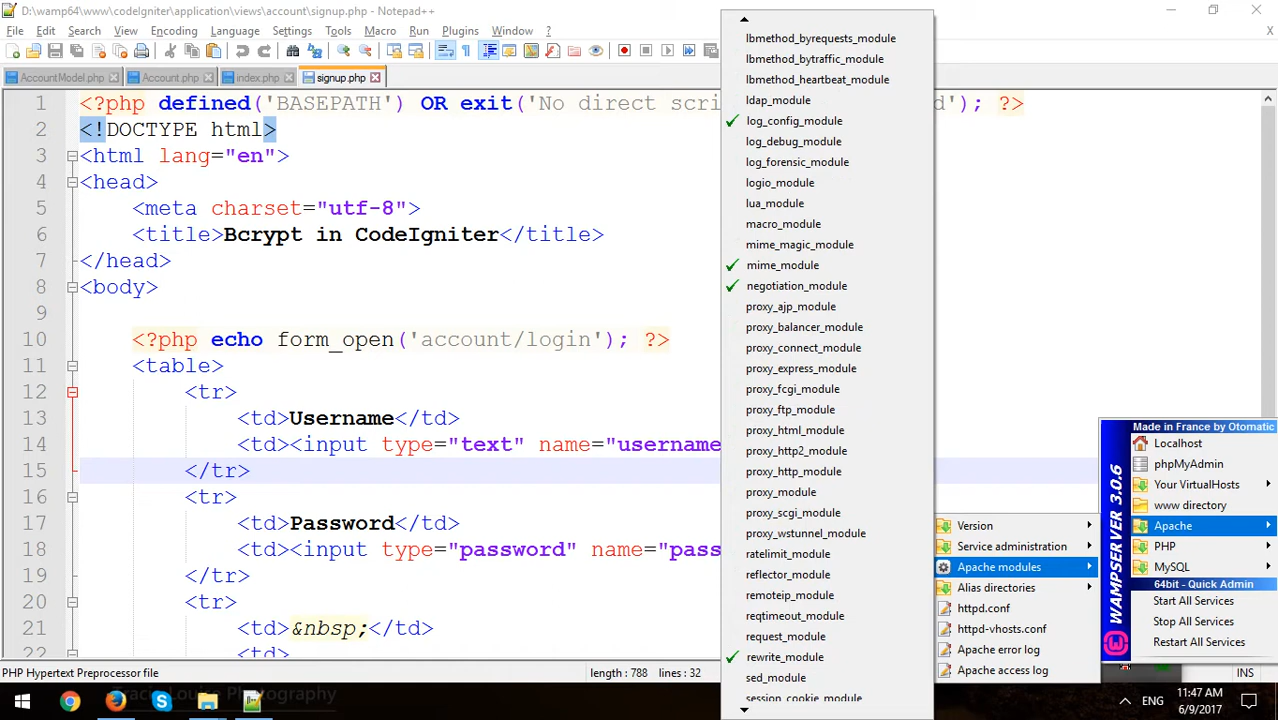 D:\wamp64\www\codeIgniter\application\views\account\signup.php - Notepad++
File Edit Search View Encoding Language Settings Tools Macro Run Plugins Window ? X
AccountModel.php Account.php index.php signup.php
1 <?php defined('BASEPATH') OR exit('No direct scri d'); ?>
2 <!DOCTYPE html>
3 <html lang="en">
4 <head>
5 <meta charset="utf-8">
6 <title>Bcrypt in CodeIgniter</title>
7 </head>
8 <body>
9
10 <?php echo form_open('account/login'); ?>
11 <table>
12 <tr>
13 <td>Username</td>
14 <td><input type="text" name="username
15 </tr>
16 <tr>
17 <td>Password</td>
18 <td><input type="password" name="pass
19 </tr>
20 <tr>
21 <td>&nbsp;</td>
22 <td>
PHP Hypertext Preprocessor file length : 788 lines : 32 INS
lbmethod_byrequests_module
lbmethod_bytraffic_module
lbmethod_heartbeat_module
ldap_module
log_config_module
log_debug_module
log_forensic_module
logio_module
lua_module
macro_module
mime_magic_module
mime_module
negotiation_module
proxy_ajp_module
proxy_balancer_module
proxy_connect_module
proxy_express_module
proxy_fcgi_module
proxy_ftp_module
proxy_html_module
proxy_http2_module
proxy_http_module
proxy_module
proxy_scgi_module
proxy_wstunnel_module
ratelimit_module
reflector_module
remoteip_module
reqtimeout_module
request_module
rewrite_module
sed_module
session_cookie_module
Version
Service administration
Apache modules
Alias directories
httpd.conf
httpd-vhosts.conf
Apache error log
Apache access log
WAMPSERVER 3.0.6
Made in France by Otomatic
Localhost
phpMyAdmin
Your VirtualHosts
www directory
Apache
PHP
MySQL
64bit - Quick Admin
Start All Services
Stop All Services
Restart All Services
Photography
ENG
11:47 AM
6/9/2017